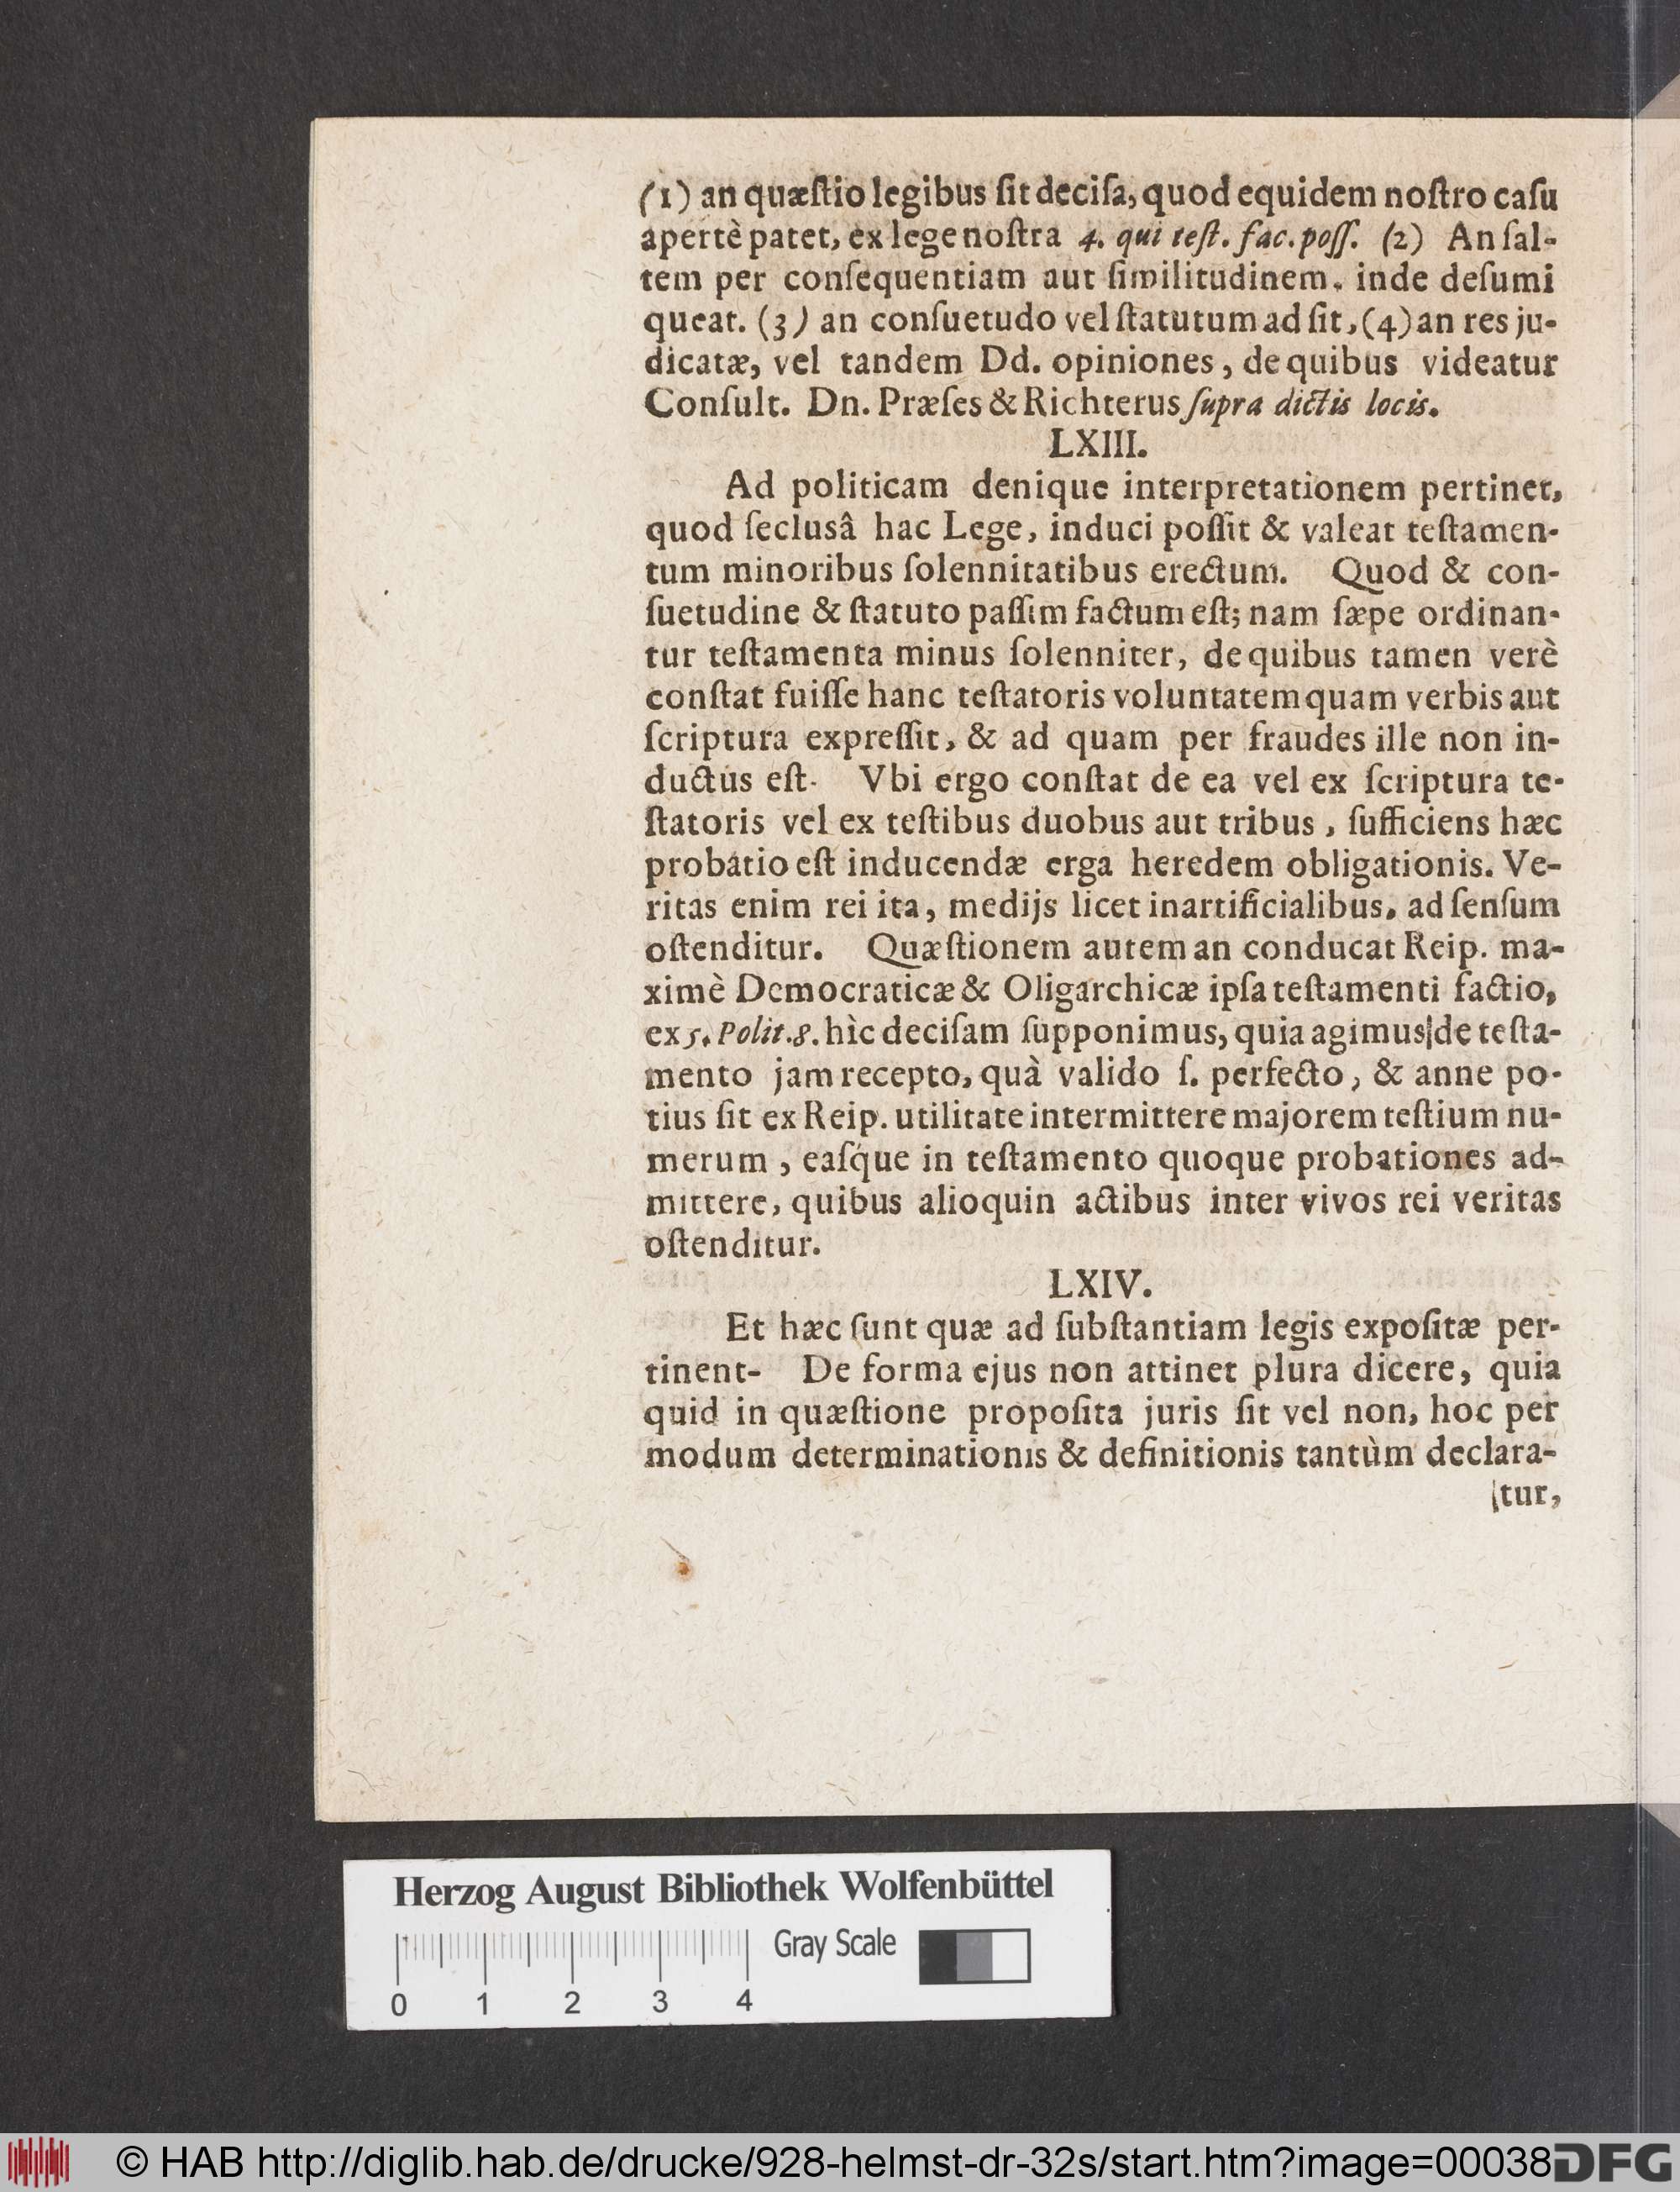 (1) an quæſtio legibus ſit deciſa, quod equidem noſtro caſu
apertè patet, ex lege noſtra 4. qui teſt. fac. poſſ. (2) An ſal-
tem per conſequentiam aut ſimilitudinem. inde deſumi
queat. (3) an conſuetudo vel ſtatutum adſit, (4) an res ju-
dicatæ, vel tandem Dd. opiniones, de quibus videatur
Conſult. Dn. Præſes & Richterus ſupra dictis locis.
LXIII.
Ad politicam denique interpretationem pertinet,
quod ſeclusâ hac Lege, induci poſſit & valeat teſtamen-
tum minoribus ſolennitatibus erectum. Quod & con-
ſuetudine & ſtatuto paſſim factum eſt; nam ſæpe ordinan-
tur teſtamenta minus ſolenniter, de quibus tamen verè
conſtat fuiſſe hanc teſtatoris voluntatem quam verbis aut
ſcriptura expreſſit, & ad quam per fraudes ille non in-
ductus eſt. Vbi ergo conſtat de ea vel ex ſcriptura te-
ſtatoris vel ex teſtibus duobus aut tribus, ſufficiens hæc
probatio eſt inducendæ erga heredem obligationis. Ve-
ritas enim rei ita, medijs licet inartificialibus, ad ſenſum
oſtenditur. Quæſtionem autem an conducat Reip. ma-
ximè Democraticæ & Oligarchicæ ipſa teſtamenti factio,
ex 5. Polit. 8. hìc deciſam ſupponimus, quia agimus de teſta-
mento jam recepto, quà valido ſ. perfecto, & anne po-
tius ſit ex Reip. utilitate intermittere majorem teſtium nu-
merum, eaſque in teſtamento quoque probationes ad-
mittere, quibus alioquin actibus inter vivos rei veritas
oſtenditur.
LXIV.
Et hæc ſunt quæ ad ſubſtantiam legis expoſitæ per-
tinent- De forma ejus non attinet plura dicere, quia
quid in quæſtione propoſita juris ſit vel non, hoc per
modum determinationis & definitionis tantùm declara-
tur,
Herzog August Bibliothek Wolfenbüttel
Gray Scale
0 1 2 3 4
© HAB http://diglib.hab.de/drucke/928-helmst-dr-32s/start.htm?image=00038
DFG